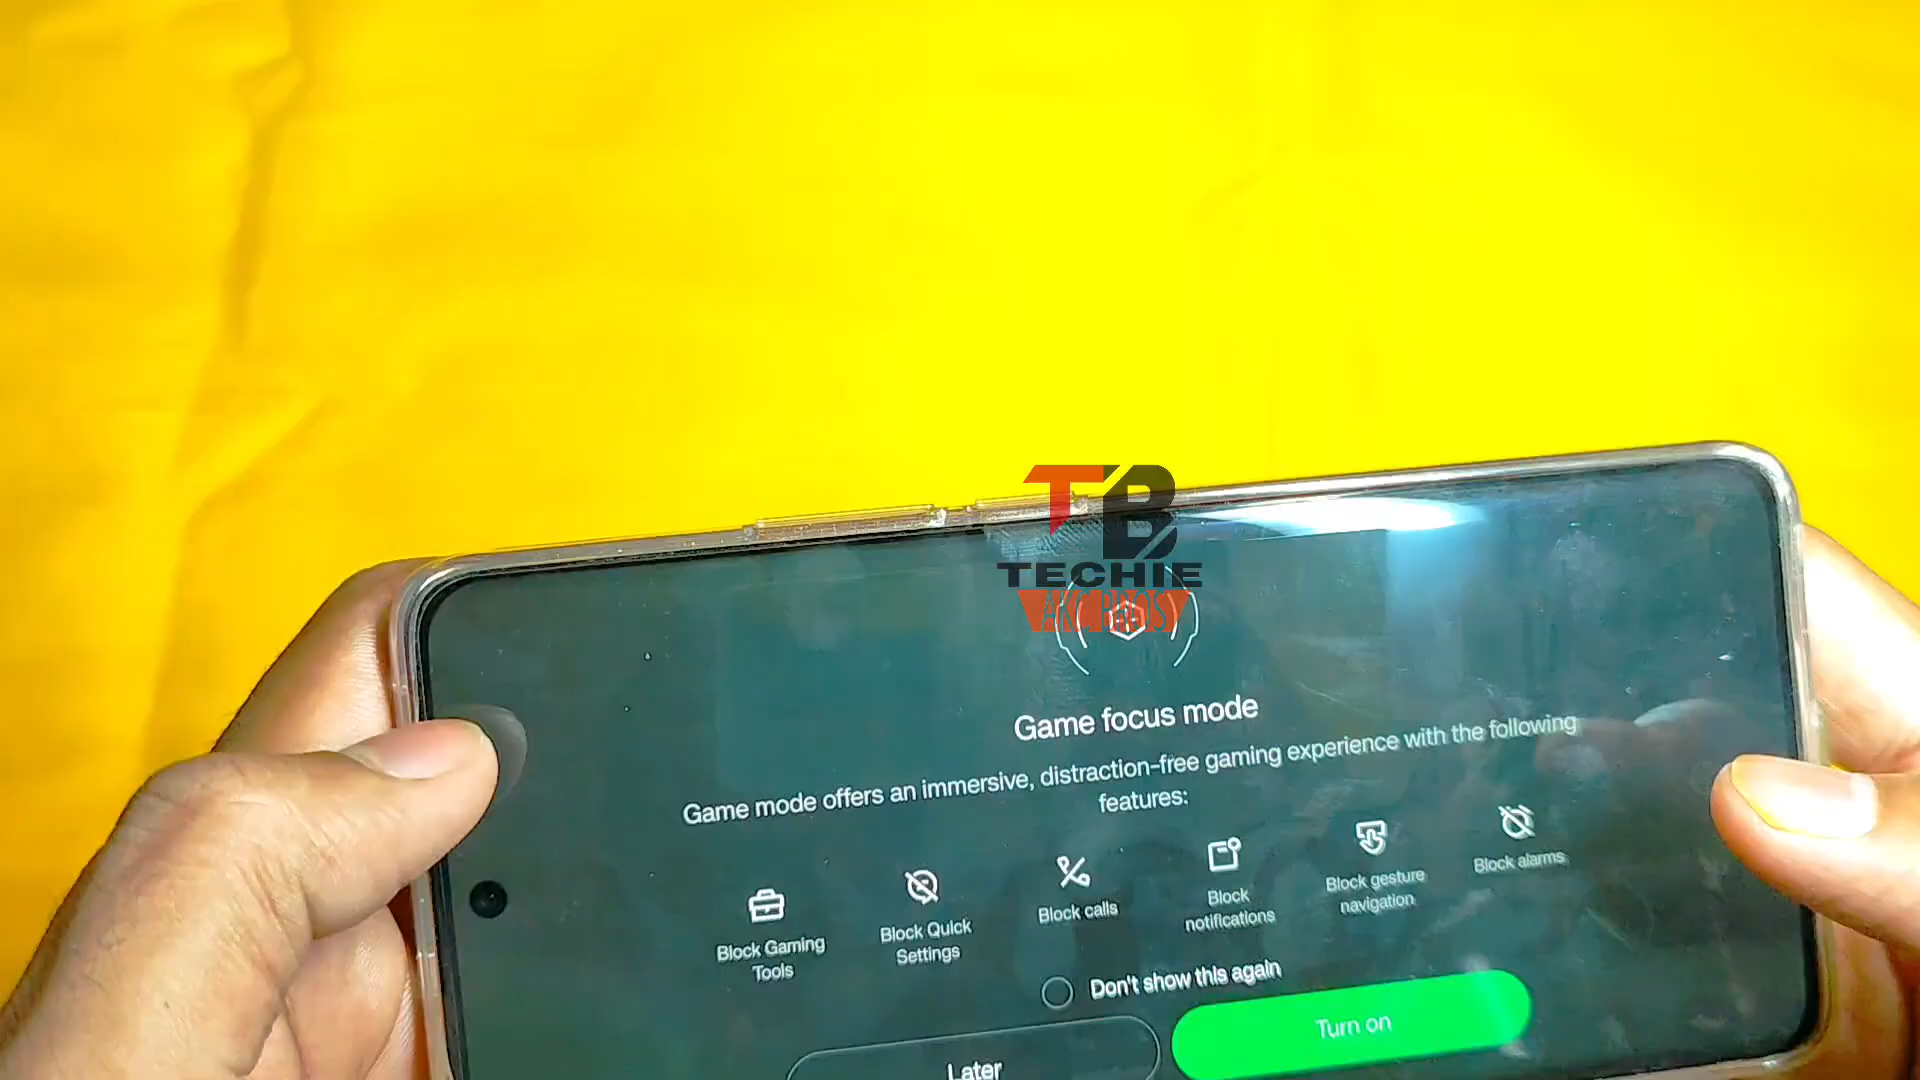 TB
TECHIE
Game focus mode
Game mode offers an immersive, distraction-free gaming experience with the following
features:
Block Gaming
Tools
Block Quick
Settings
Block calls
Block
notifications
Block gesture
navigation
Block alarms
Don't show this again
Later
Turn on